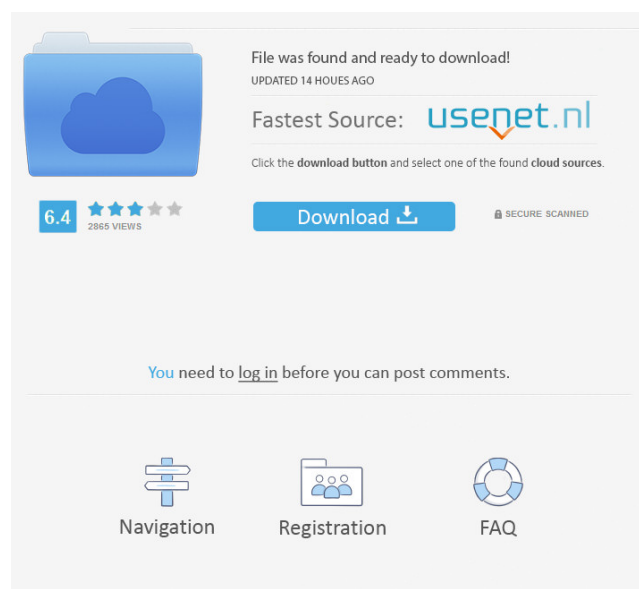 File was found and ready to download!
UPDATED 14 HOUES AGO
Fastest Source: usenet.nl
Click the download button and select one of the found cloud sources.
6.4
2865 VIEWS
Download
SECURE SCANNED
You need to log in before you can post comments.
Navigation
Registration
FAQ